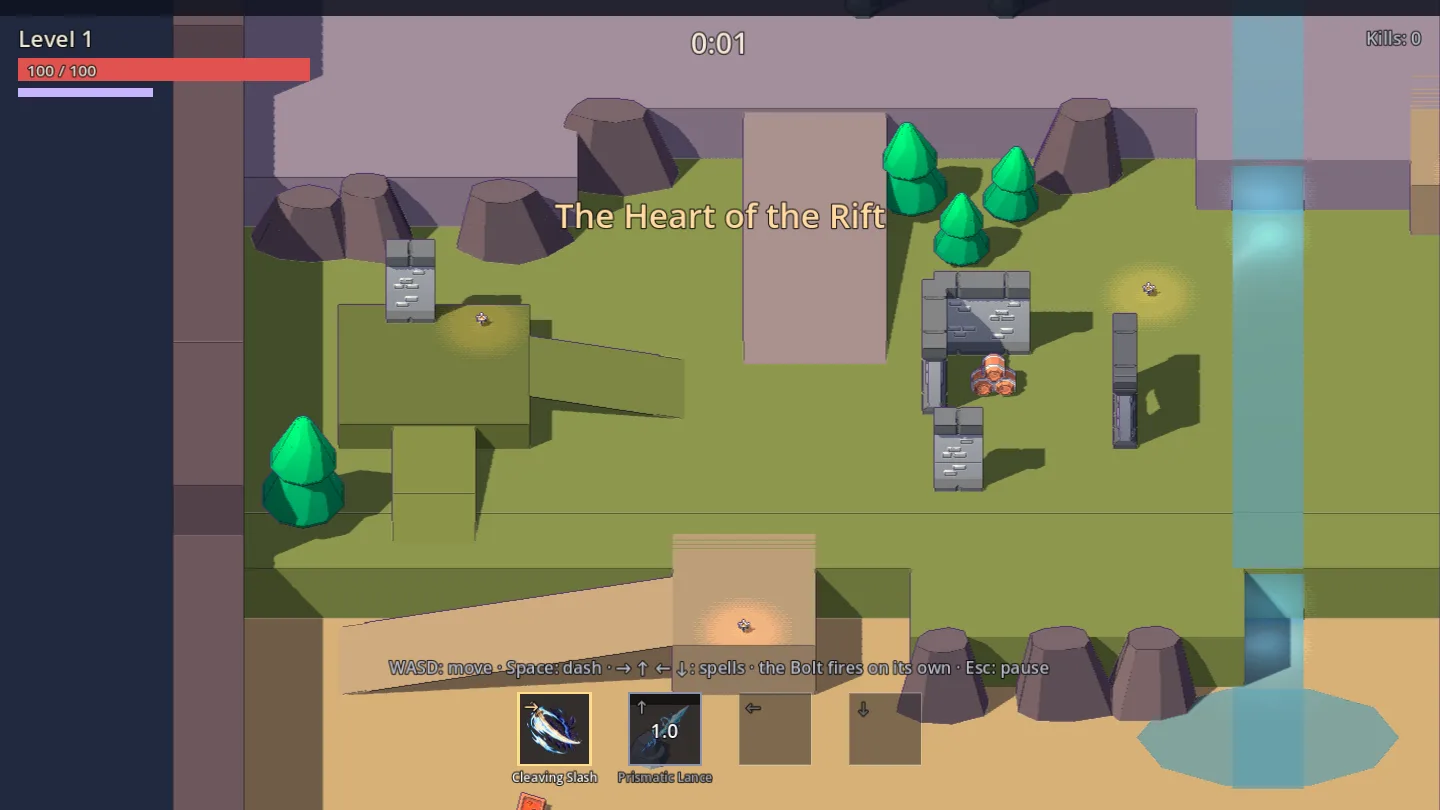 Level 1
0:01
Kills: 0
100 / 100
The Heart of the Rift
WASD: move · Space: dash · → ↑ ← ↓: spells · the Bolt fires on its own · Esc: pause
→
↑
←
↓
1.0
Cleaving Slash
Prismatic Lance